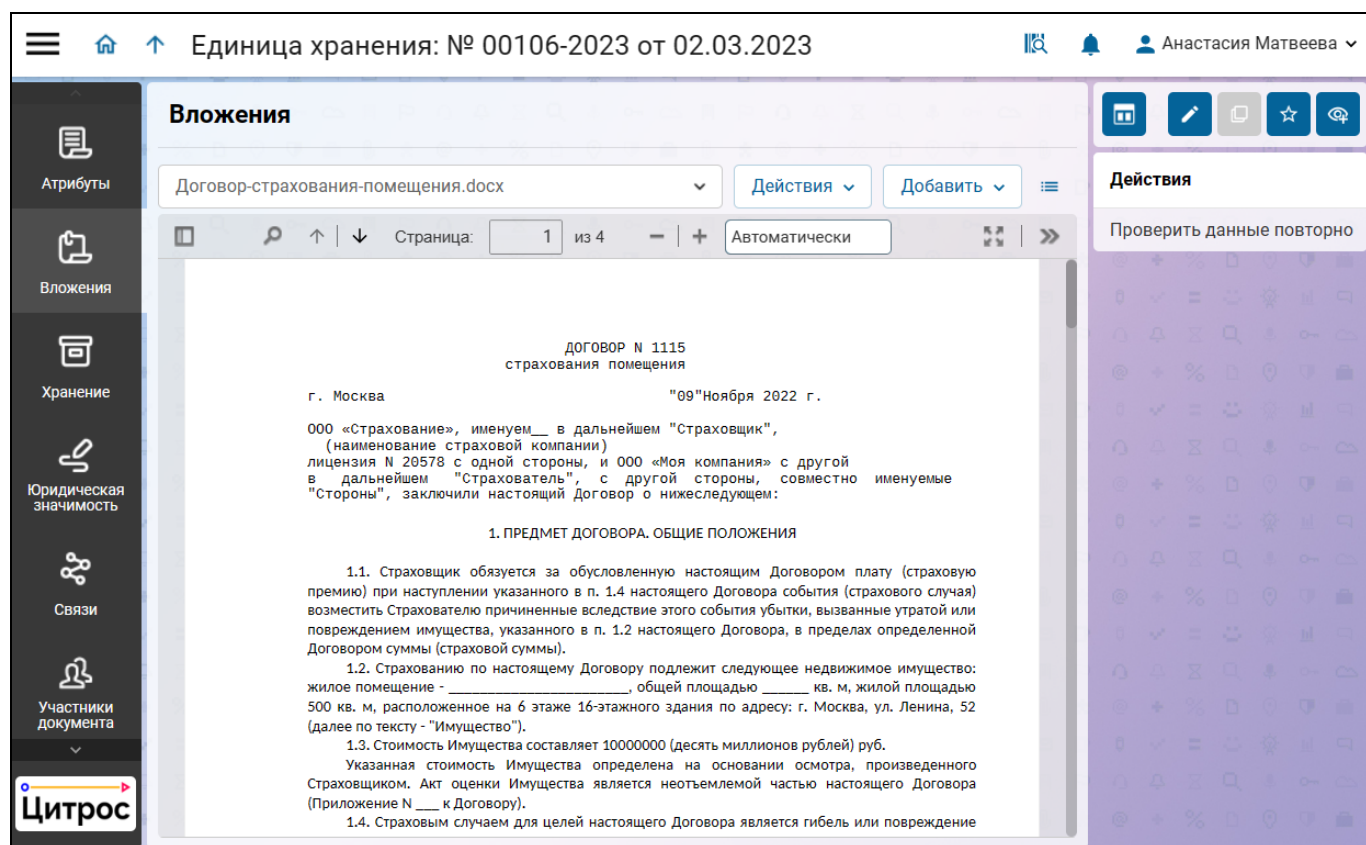 Единица хранения: № 00106-2023 от 02.03.2023
Анастасия Матвеева
Атрибуты
Вложения
Хранение
Юридическая
значимость
Связи
Участники
документа
Цитрос
Вложения
Договор-страхования-помещения.docx
Действия
Добавить
Страница: 1 из 4
Автоматически
ДОГОВОР N 1115
страхования помещения
г. Москва "09"Ноября 2022 г.
ООО «Страхование», именуем__ в дальнейшем "Страховщик",
(наименование страховой компании)
лицензия N 20578 с одной стороны, и ООО «Моя компания» с другой
в дальнейшем "Страхователь", с другой стороны, совместно именуемые
"Стороны", заключили настоящий Договор о нижеследующем:
1. ПРЕДМЕТ ДОГОВОРА. ОБЩИЕ ПОЛОЖЕНИЯ
1.1. Страховщик обязуется за обусловленную настоящим Договором плату (страховую
премию) при наступлении указанного в п. 1.4 настоящего Договора события (страхового случая)
возместить Страхователю причиненные вследствие этого события убытки, вызванные утратой или
повреждением имущества, указанного в п. 1.2 настоящего Договора, в пределах определенной
Договором суммы (страховой суммы).
1.2. Страхованию по настоящему Договору подлежит следующее недвижимое имущество:
жилое помещение - _______________________, общей площадью ______ кв. м, жилой площадью
500 кв. м, расположенное на 6 этаже 16-этажного здания по адресу: г. Москва, ул. Ленина, 52
(далее по тексту - "Имущество").
1.3. Стоимость Имущества составляет 10000000 (десять миллионов рублей) руб.
Указанная стоимость Имущества определена на основании осмотра, произведенного
Страховщиком. Акт оценки Имущества является неотъемлемой частью настоящего Договора
(Приложение N ___ к Договору).
1.4. Страховым случаем для целей настоящего Договора является гибель или повреждение
Действия
Проверить данные повторно